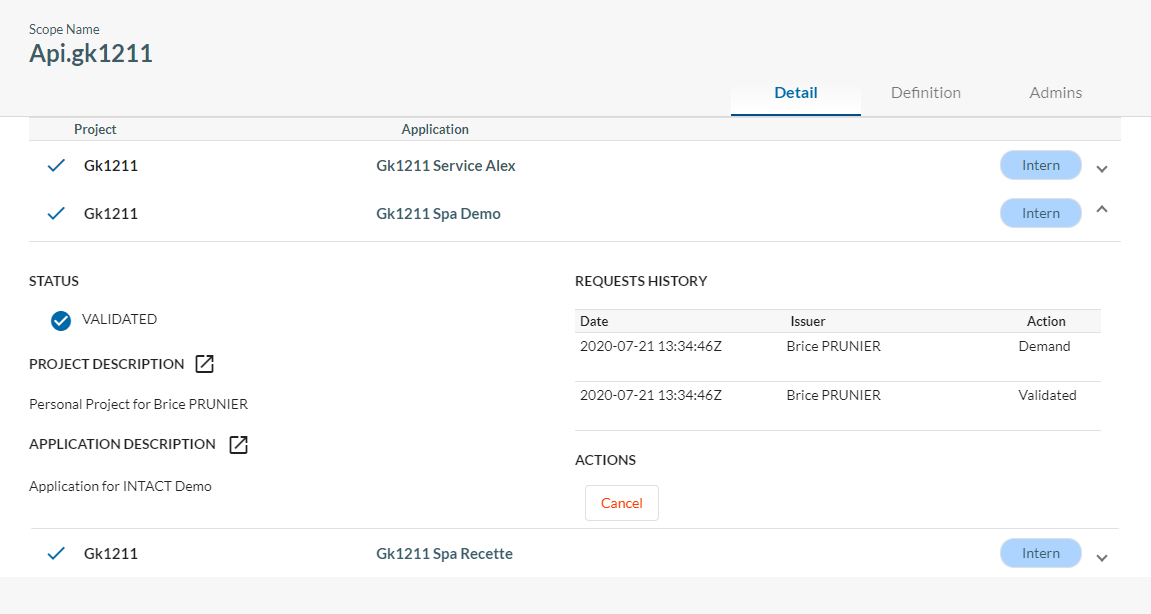 Scope Name
Api.gk1211
Detail Definition Admins
Project Application
Gk1211 Gk1211 Service Alex Intern
Gk1211 Gk1211 Spa Demo Intern
STATUS
VALIDATED
PROJECT DESCRIPTION
Personal Project for Brice PRUNIER
APPLICATION DESCRIPTION
Application for INTACT Demo
REQUESTS HISTORY
Date Issuer Action
2020-07-21 13:34:46Z Brice PRUNIER Demand
2020-07-21 13:34:46Z Brice PRUNIER Validated
ACTIONS
Cancel
Gk1211 Gk1211 Spa Recette Intern